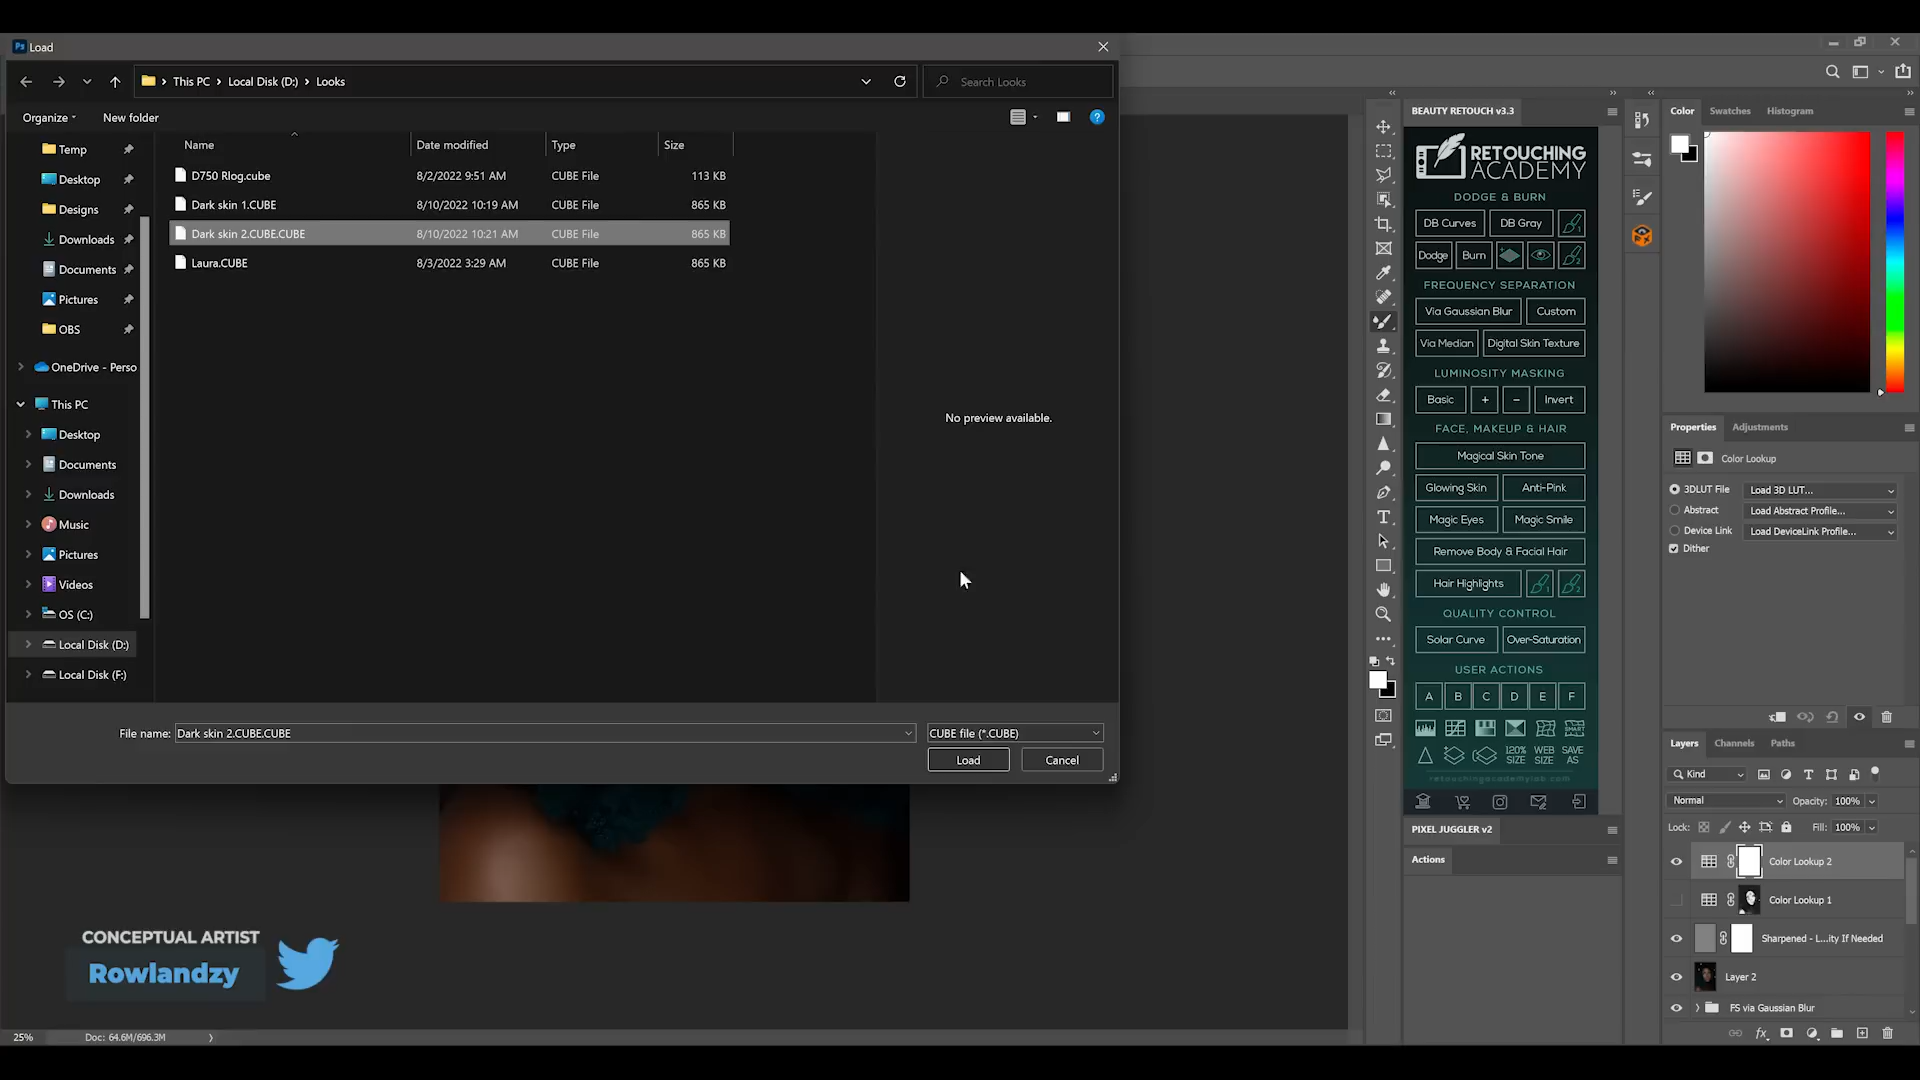 Ps Load
This PC > Local Disk (D:) > Looks
Search Looks
Organize
New folder
Name
Date modified
Type
Size
D750 Rlog.cube 8/2/2022 9:51 AM CUBE File 113 KB
Dark skin 1.CUBE 8/10/2022 10:19 AM CUBE File 865 KB
Dark skin 2.CUBE.CUBE 8/10/2022 10:21 AM CUBE File 865 KB
Laura.CUBE 8/3/2022 3:29 AM CUBE File 865 KB
Temp
Desktop
Designs
Downloads
Documents
Pictures
OBS
OneDrive - Perso
This PC
Desktop
Documents
Downloads
Music
Pictures
Videos
OS (C:)
Local Disk (D:)
Local Disk (F:)
No preview available.
File name: Dark skin 2.CUBE.CUBE
CUBE file (*.CUBE)
Load
Cancel
CONCEPTUAL ARTIST
Rowlandzy
25%
Doc: 64.6M/696.3M
BEAUTY RETOUCH v3.3
RETOUCHING
ACADEMY
DODGE & BURN
DB Curves DB Gray 1
Dodge Burn 2
FREQUENCY SEPARATION
Via Gaussian Blur Custom
Via Median Digital Skin Texture
LUMINOSITY MASKING
Basic + − Invert
FACE, MAKEUP & HAIR
Magical Skin Tone
Glowing Skin Anti-Pink
Magic Eyes Magic Smile
Remove Body & Facial Hair
Hair Highlights 1 2
QUALITY CONTROL
Solar Curve Over-Saturation
USER ACTIONS
A B C D E F
SMART
120% SIZE WEB SIZE SAVE AS
retouchingacademylab.com
PIXEL JUGGLER v2
Actions
Color Swatches Histogram
Properties Adjustments
Color Lookup
3DLUT File Load 3D LUT...
Abstract Load Abstract Profile...
Device Link Load DeviceLink Profile...
Dither
Layers Channels Paths
Kind
Normal Opacity: 100%
Lock: Fill: 100%
Color Lookup 2
Color Lookup 1
Sharpened - L...ity If Needed
Layer 2
FS via Gaussian Blur
fx